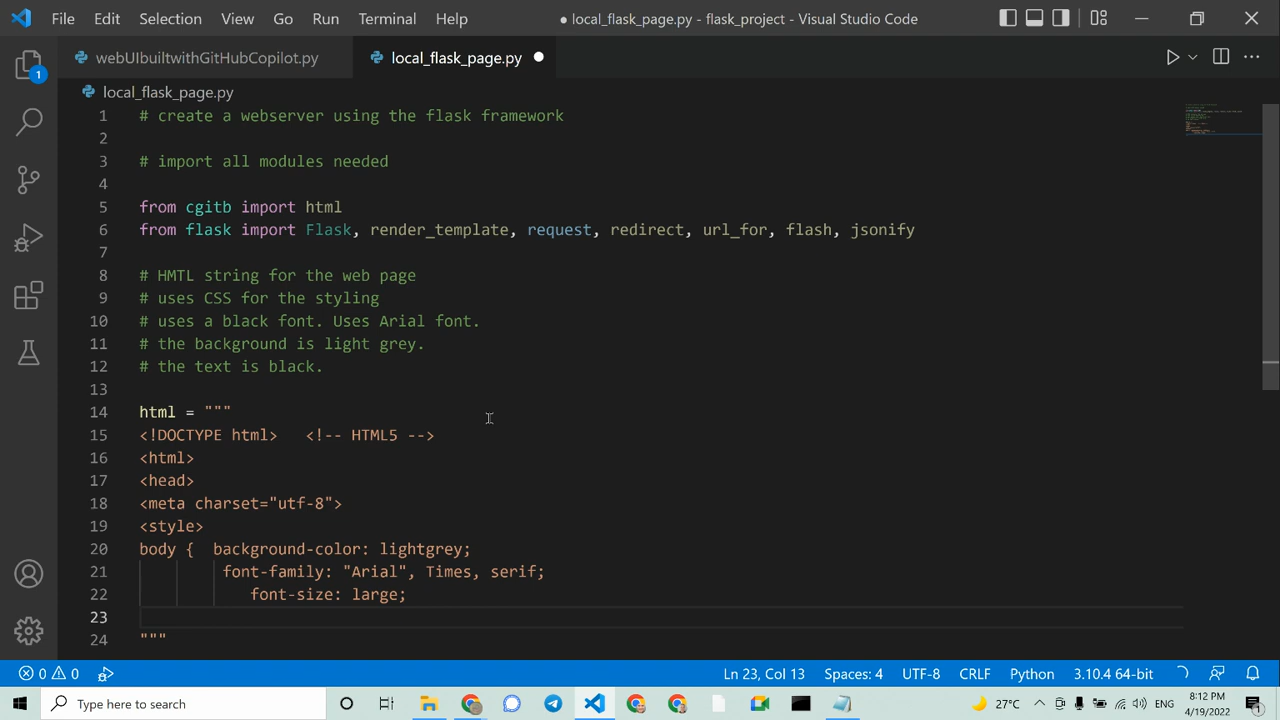 File Edit Selection View Go Run Terminal Help ● local_flask_page.py - flask_project - Visual Studio Code
webUIbuiltwithGitHubCopilot.py local_flask_page.py
local_flask_page.py
1 # create a webserver using the flask framework
2
3 # import all modules needed
4
5 from cgitb import html
6 from flask import Flask, render_template, request, redirect, url_for, flash, jsonify
7
8 # HMTL string for the web page
9 # uses CSS for the styling
10 # uses a black font. Uses Arial font.
11 # the background is light grey.
12 # the text is black.
13
14 html = """
15 <!DOCTYPE html> <!-- HTML5 -->
16 <html>
17 <head>
18 <meta charset="utf-8">
19 <style>
20 body { background-color: lightgrey;
21 font-family: "Arial", Times, serif;
22 font-size: large;
23
24 """
1
0 0 Ln 23, Col 13 Spaces: 4 UTF-8 CRLF Python 3.10.4 64-bit
Type here to search 27°C ENG 8:12 PM
4/19/2022 1